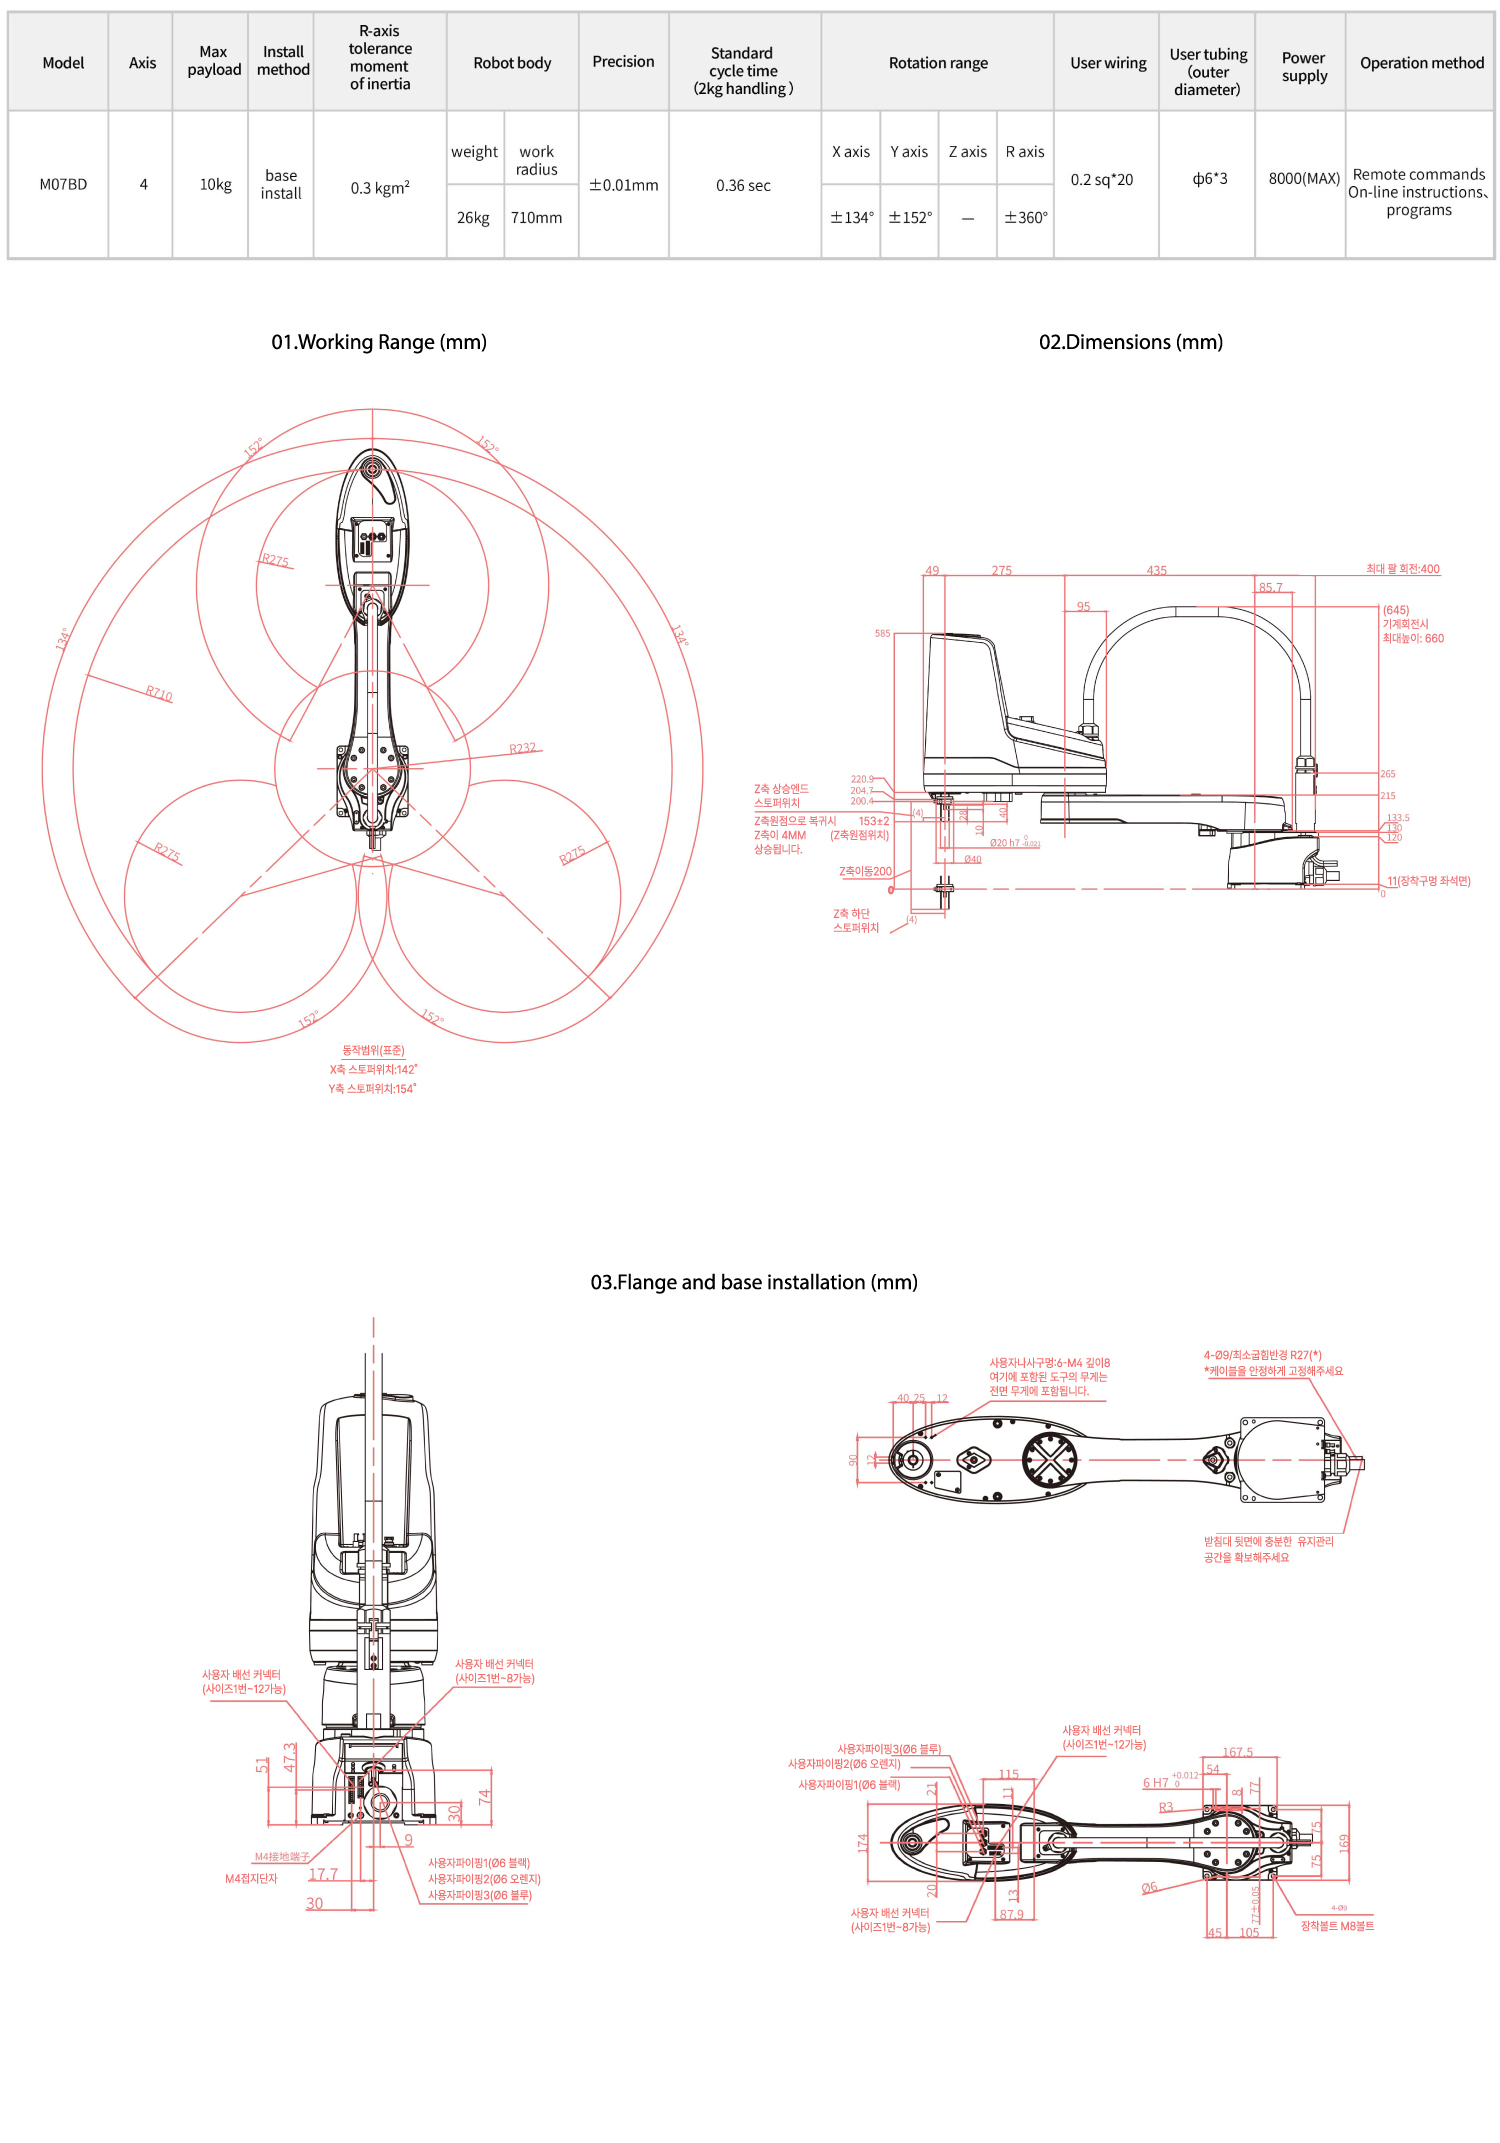 Model
Axis
Max
payload
Install
method
R-axis
tolerance
moment
of inertia
Robot body
Precision
Standard
cycle time
(2kg handling )
Rotation range
User wiring
User tubing
(outer
diameter)
Power
supply
Operation method
M07BD
4
10kg
base
install
0.3 kgm²
weight
work
radius
26kg
710mm
±0.01mm
0.36 sec
X axis
Y axis
Z axis
R axis
±134°
±152°
—
±360°
0.2 sq*20
ф6*3
8000(MAX)
Remote commands
On-line instructions、
programs
01.Working Range (mm)
152°
152°
R275
134°
134°
R710
R232
R275
R275
152°
152°
동작범위(표준)
X축 스토퍼위치:142°
Y축 스토퍼위치:154°
02.Dimensions (mm)
49
275
435
최대 팔 회전:400
85.7
95
(645)
기계회전시
최대높이: 660
585
220.9
204.7
200.4
Z축 상승엔드
스토퍼위치
Z축원점으로 복귀시
Z축이 4MM
상승됩니다.
153±2
(Z축원점위치)
(4)
28
10
40
Ø20 h7 0 -0.021
Ø40
Z축이동200
0
Z축 하단
스토퍼위치
(4)
265
215
133.5
130
120
11(장착구멍 좌석면)
0
03.Flange and base installation (mm)
사용자 배선 커넥터
(사이즈1번~12가능)
사용자 배선 커넥터
(사이즈1번~8가능)
51
47.3
74
30
9
M4接地端子
M4접지단자
17.7
30
사용자파이핑1(Ø6 블랙)
사용자파이핑2(Ø6 오렌지)
사용자파이핑3(Ø6 블루)
사용자나사구멍:6-M4 깊이8
여기에 포함된 도구의 무게는
전면 무게에 포함됩니다.
4-Ø9/최소굽힘반경 R27(*)
*케이블을 안정하게 고정해주세요
40
25
12
90
12
받침대 뒷면에 충분한 유지관리
공간을 확보해주세요
사용자파이핑3(Ø6 블루)
사용자파이핑2(Ø6 오렌지)
사용자파이핑1(Ø6 블랙)
사용자 배선 커넥터
(사이즈1번~12가능)
167.5
54
115
6 H7 +0.012 0
21
11
8
77
R3
174
75
75
169
20
13
Ø6
77±0.05
87.9
사용자 배선 커넥터
(사이즈1번~8가능)
45
105
4-Ø9
장착볼트 M8볼트